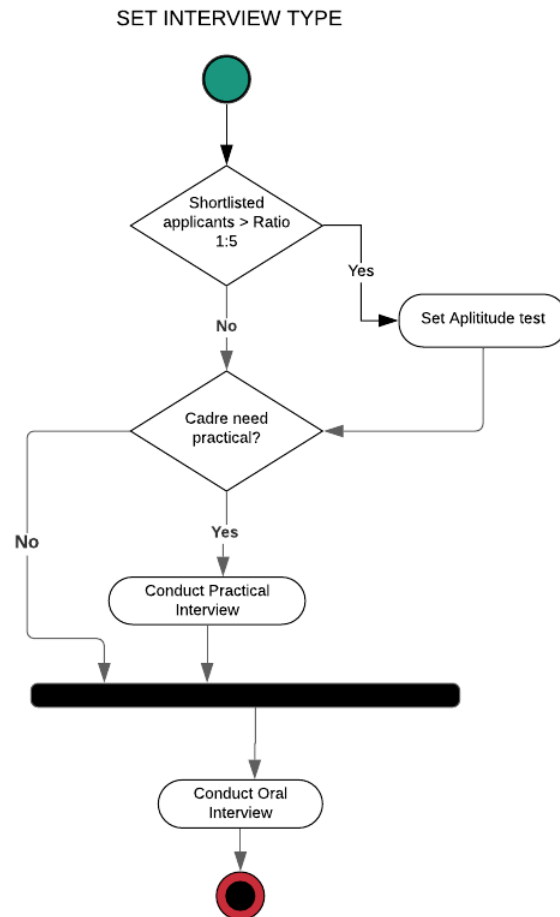 SET INTERVIEW TYPE
Shortlisted
applicants > Ratio
1:5
Yes
Set Aplititude test
No
Cadre need
practical?
Yes
No
Conduct Practical
Interview
Conduct Oral
Interview